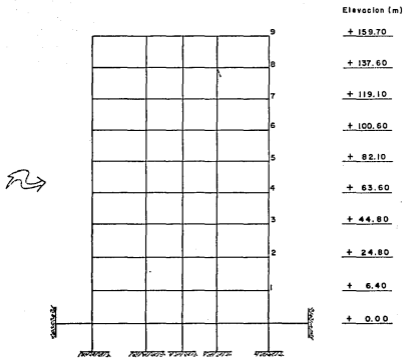 Elevacion (m)
9 + 159.70
8 + 137.60
7 + 119.10
6 + 100.60
5 + 82.10
4 + 63.60
3 + 44.80
2 + 24.80
1 + 6.40
+ 0.00